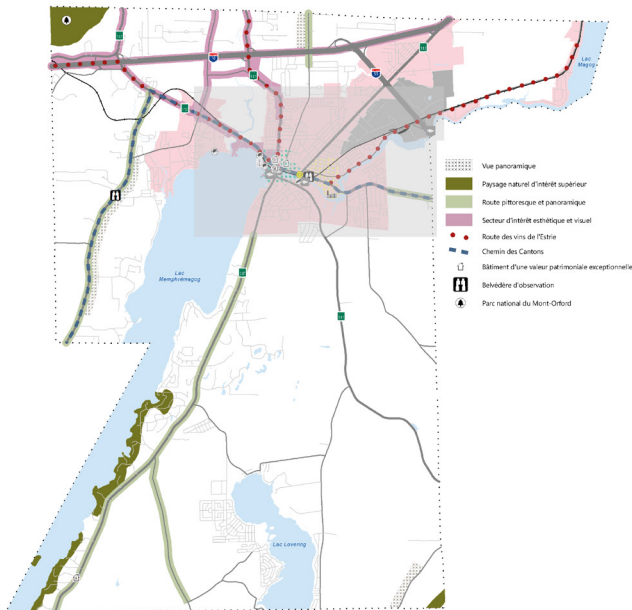 Lac
Magog
Lac
Memphrémagog
Lac Lovering
Vue panoramique
Paysage naturel d'intérêt supérieur
Route pittoresque et panoramique
Secteur d'intérêt esthétique et visuel
Route des vins de l'Estrie
Chemin des Cantons
Bâtiment d'une valeur patrimoniale exceptionnelle
Belvédère d'observation
Parc national du Mont-Orford